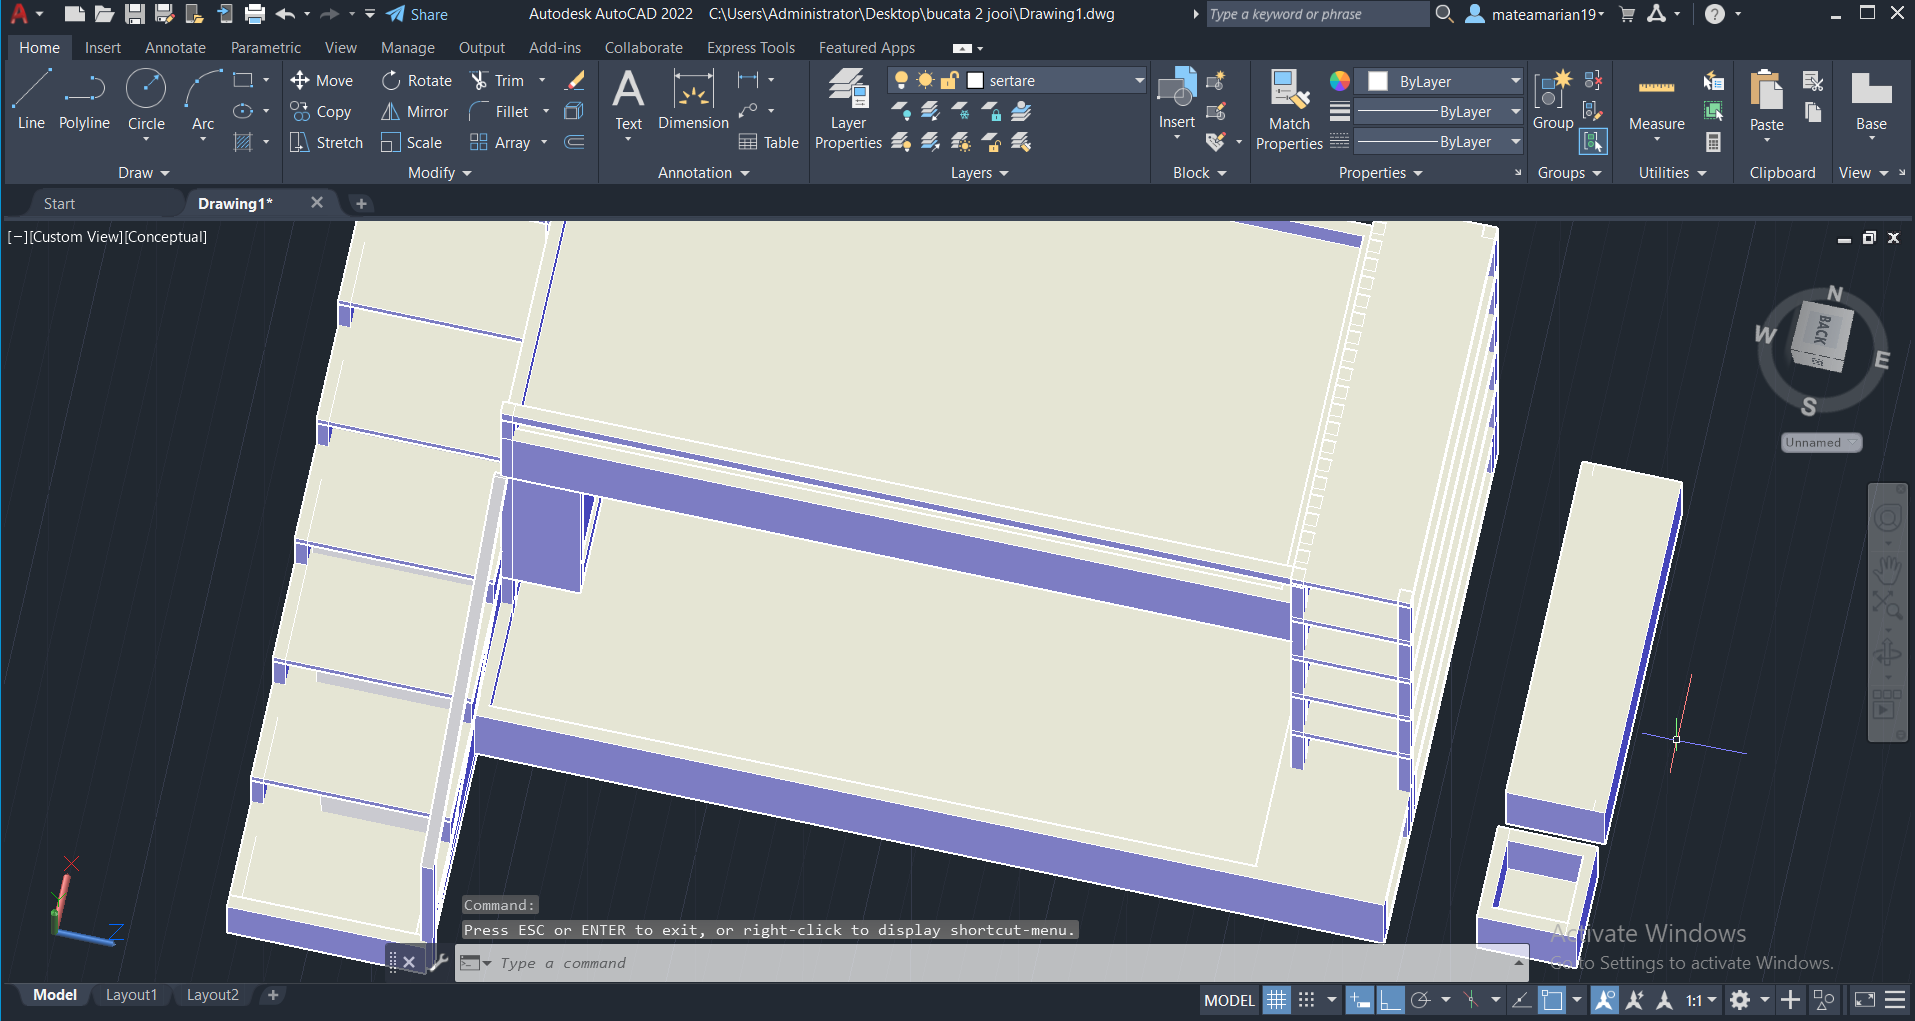 Share
Autodesk AutoCAD 2022 C:\Users\Administrator\Desktop\bucata 2 jooi\Drawing1.dwg
Type a keyword or phrase
mateamarian19
Home Insert Annotate Parametric View Manage Output Add-ins Collaborate Express Tools Featured Apps
Line Polyline Circle Arc
Draw
Move Rotate Trim
Copy Mirror Fillet
Stretch Scale Array
Modify
Text Dimension Table
Annotation
Layer Properties
sertare
Layers
Insert
Block
Match Properties
ByLayer
ByLayer
ByLayer
Properties
Group
Groups
Measure
Utilities
Paste
Clipboard
Base
View
Start Drawing1*
[−][Custom View][Conceptual]
N
W
BACK
E
S
Unnamed
X
Z
Command:
Press ESC or ENTER to exit, or right-click to display shortcut-menu.
Type a command
Activate Windows
Go to Settings to activate Windows.
Model Layout1 Layout2
MODEL 1:1